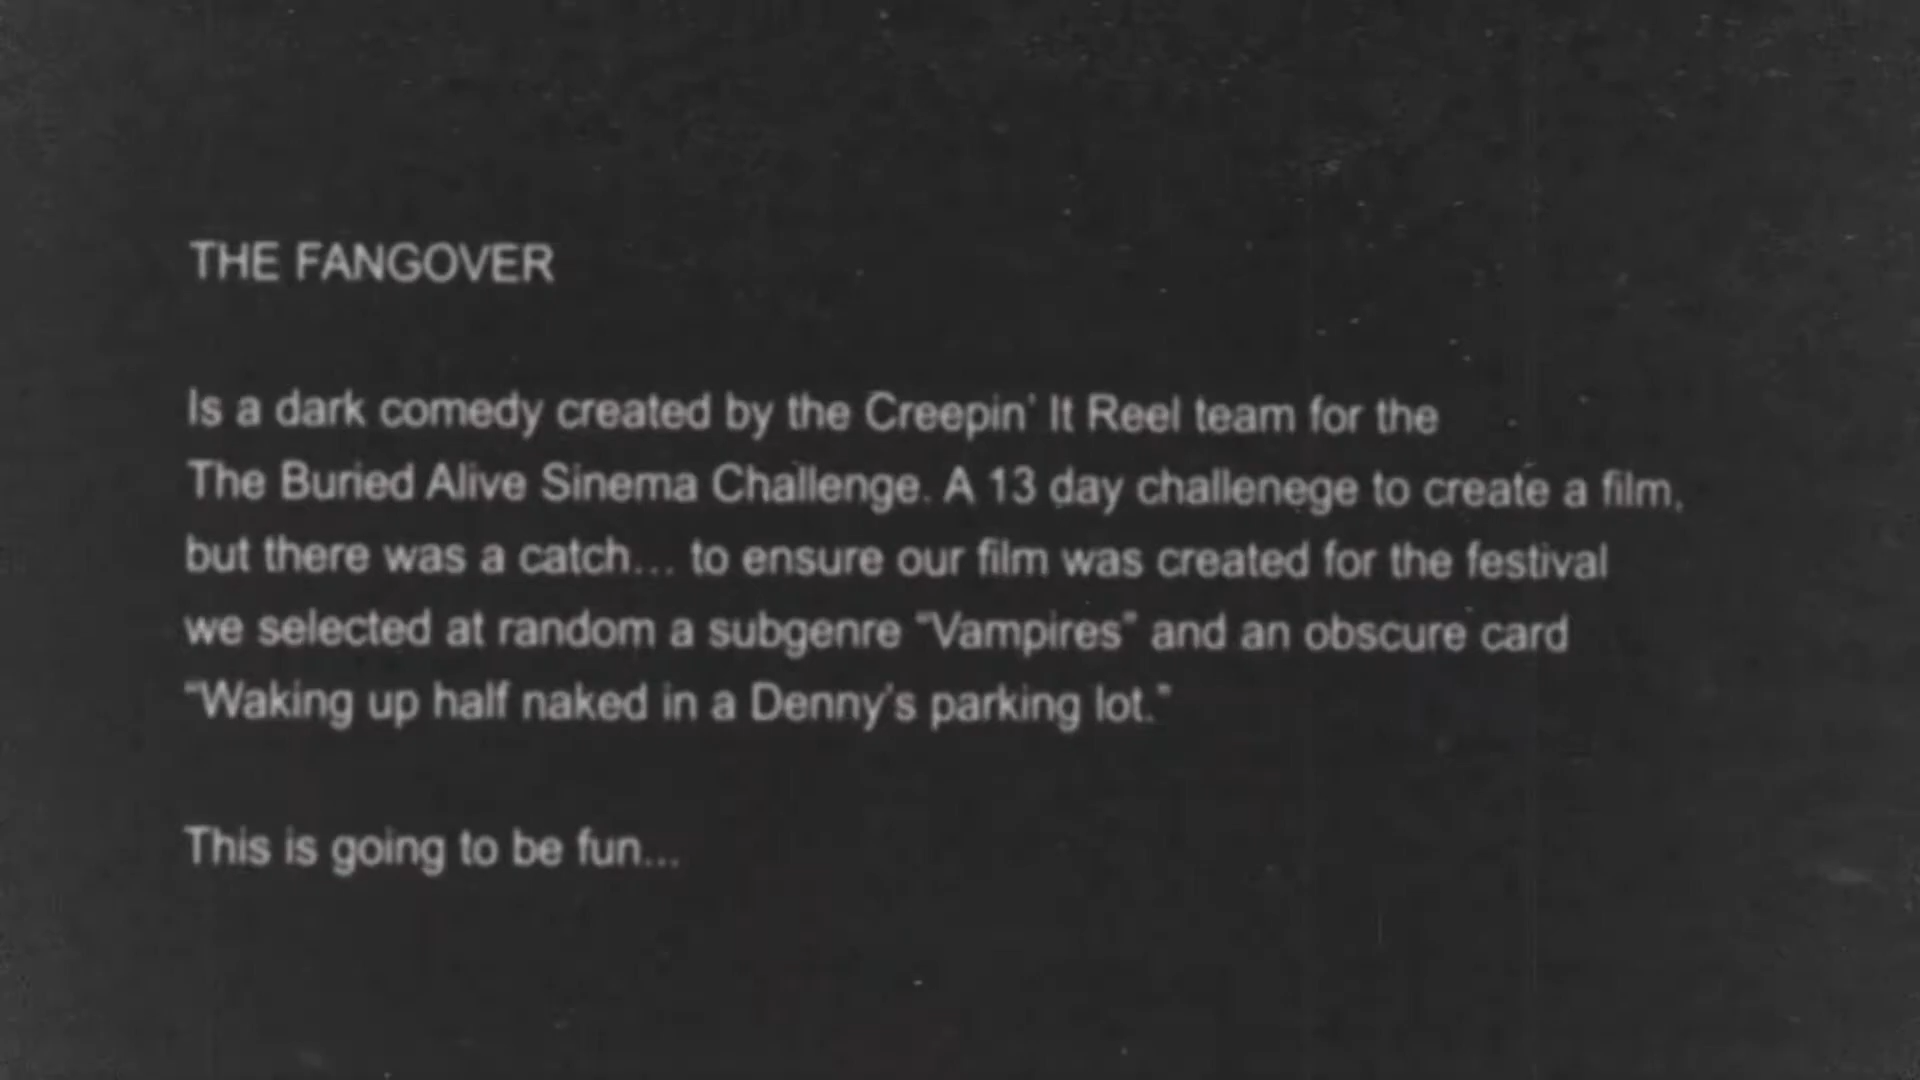 THE FANGOVER
Is a dark comedy created by the Creepin' It Reel team for the
The Buried Alive Sinema Challenge. A 13 day challenege to create a film,
but there was a catch... to ensure our film was created for the festival
we selected at random a subgenre "Vampires" and an obscure card
"Waking up half naked in a Denny's parking lot."
This is going to be fun...